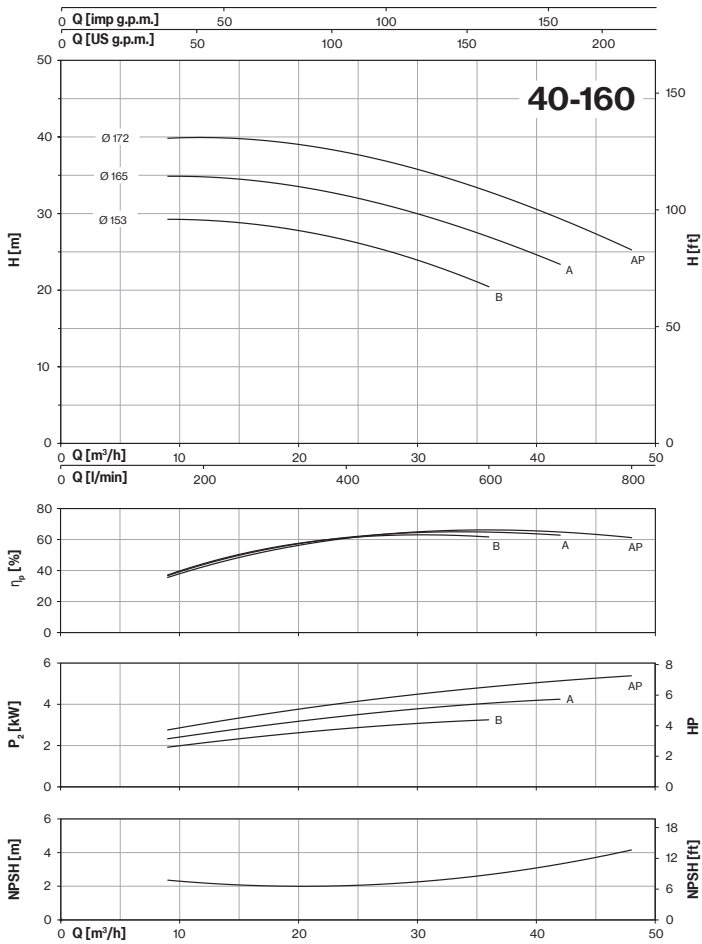 0 Q [imp g.p.m.] 50 100 150
0 Q [US g.p.m.] 50 100 150 200
40-160
H [m]
50
40
30
20
10
0
H [ft]
150
100
50
0
Ø 172
Ø 165
Ø 153
AP
A
B
0 Q [m³/h] 10 20 30 40 50
0 Q [l/min] 200 400 600 800
ηp [%]
80
60
40
20
0
B
A
AP
P2 [kW]
6
4
2
0
HP
8
6
4
2
0
AP
A
B
NPSH [m]
6
4
2
0
NPSH [ft]
18
12
6
0
0 Q [m³/h] 10 20 30 40 50